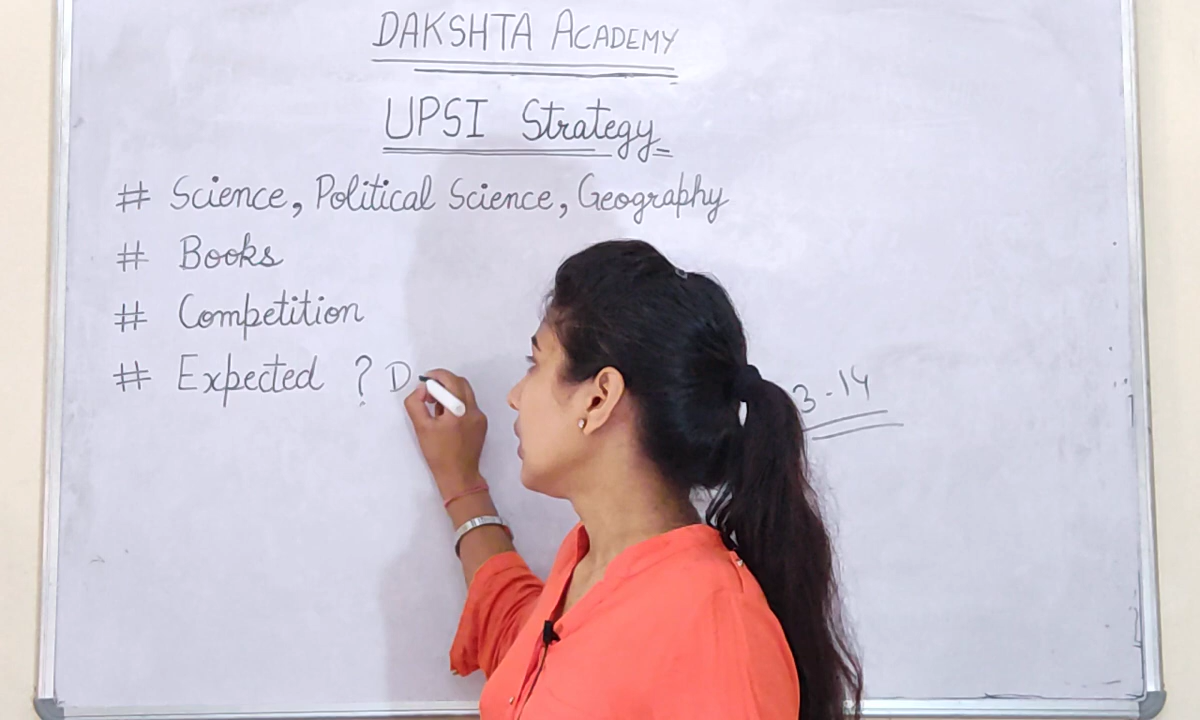 DAKSHTA ACADEMY
UPSI Strategy
# Science, Political Science, Geography
# Books
# Competition
# Expected ? D
3-14